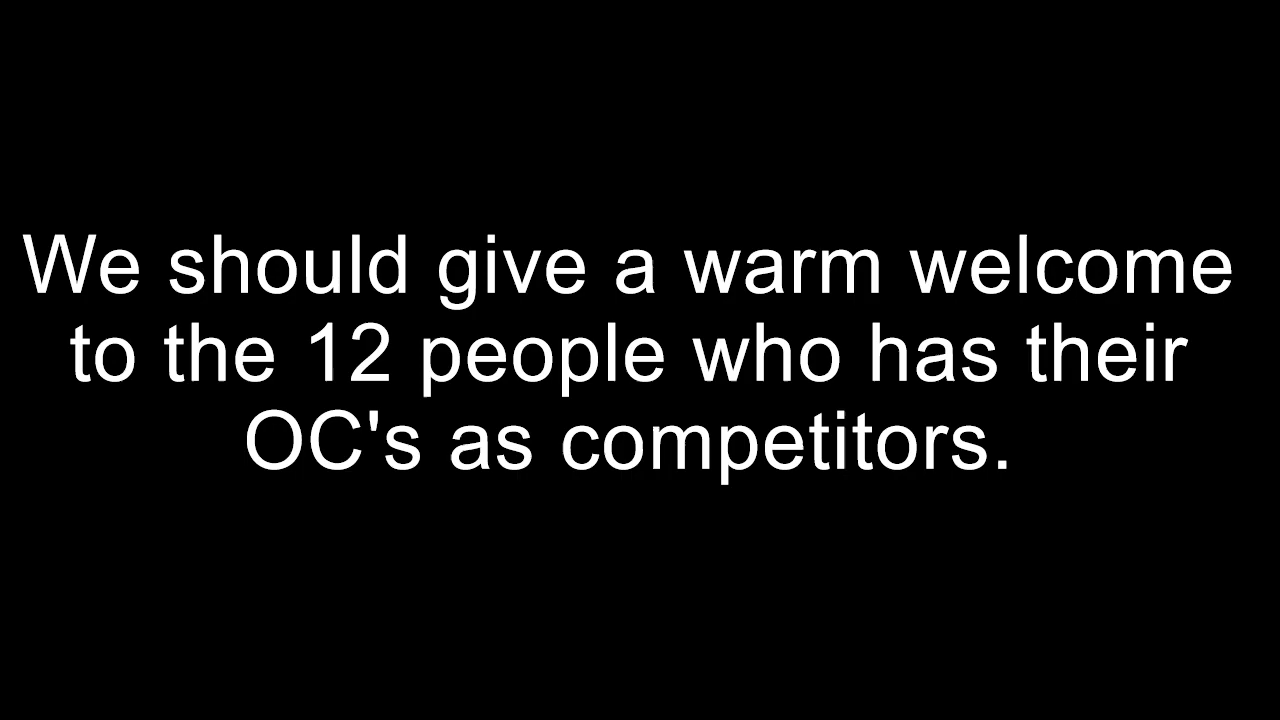 We should give a warm welcome
to the 12 people who has their
OC's as competitors.